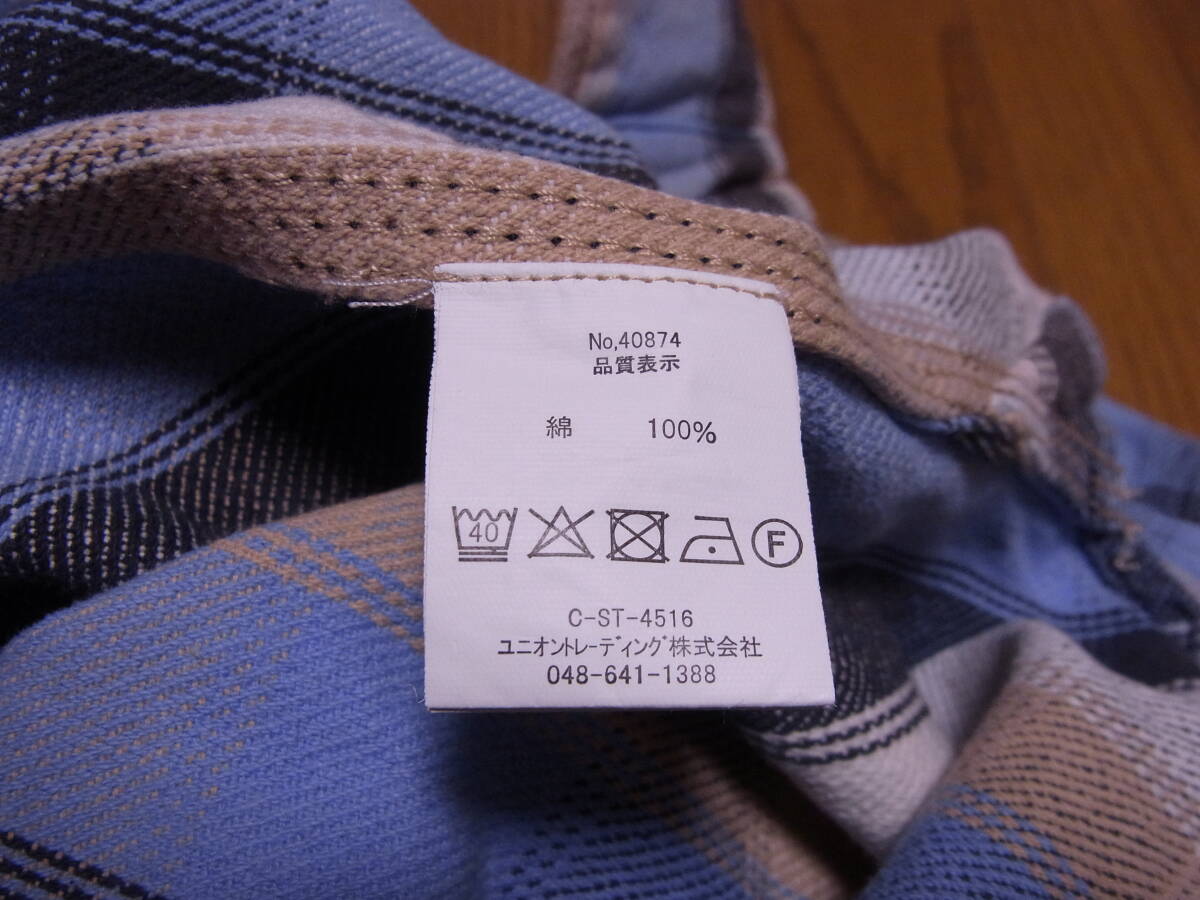 No,40874
品質表示
綿 100%
40 F
C-ST-4516
ユニオントレーディング株式会社
048-641-1388